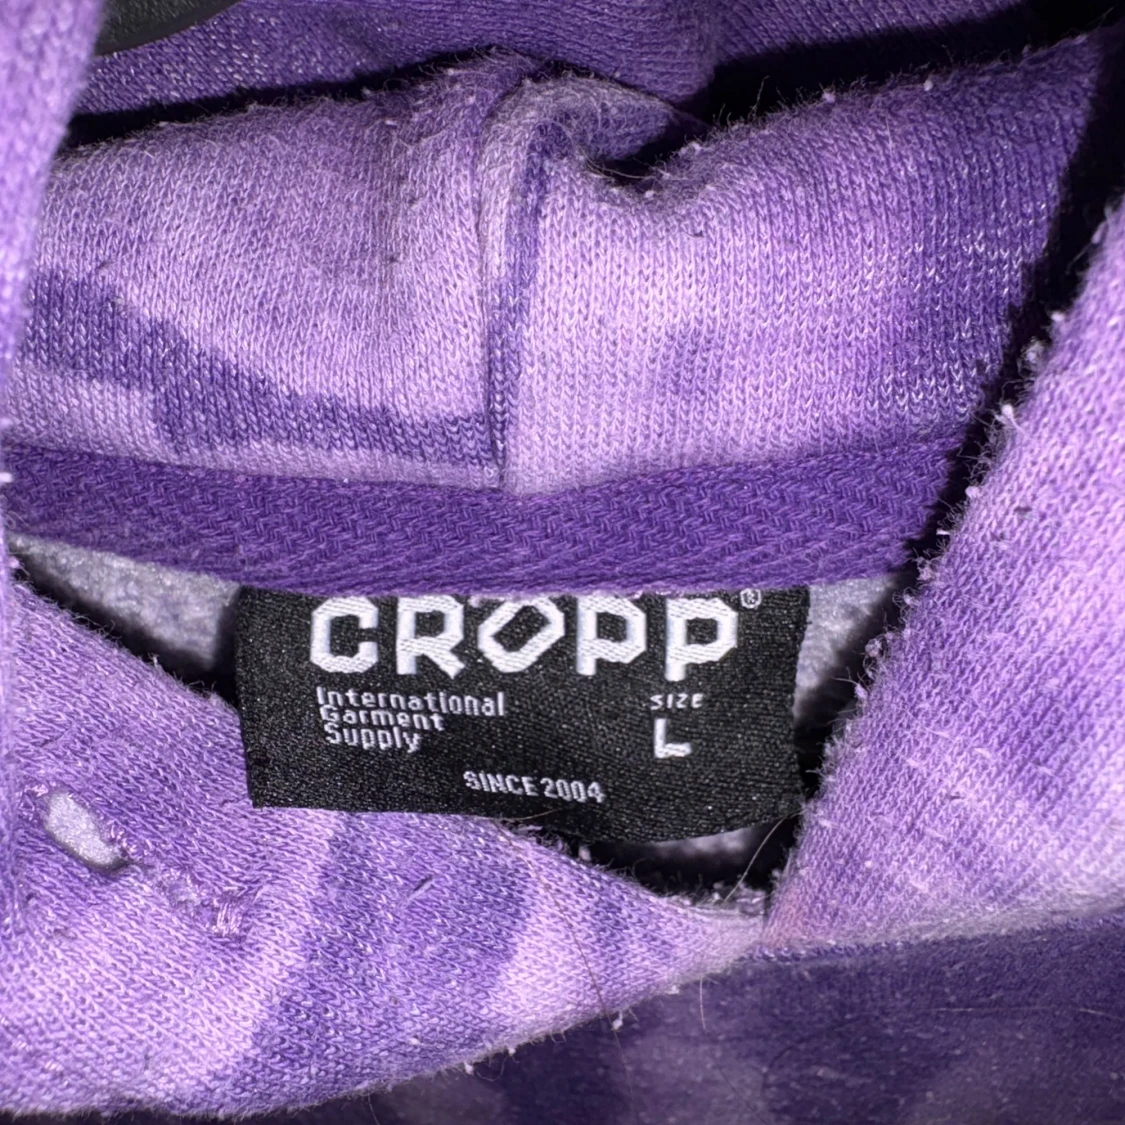 CROPP®
International
Garment
Supply
SIZE
L
SINCE 2004